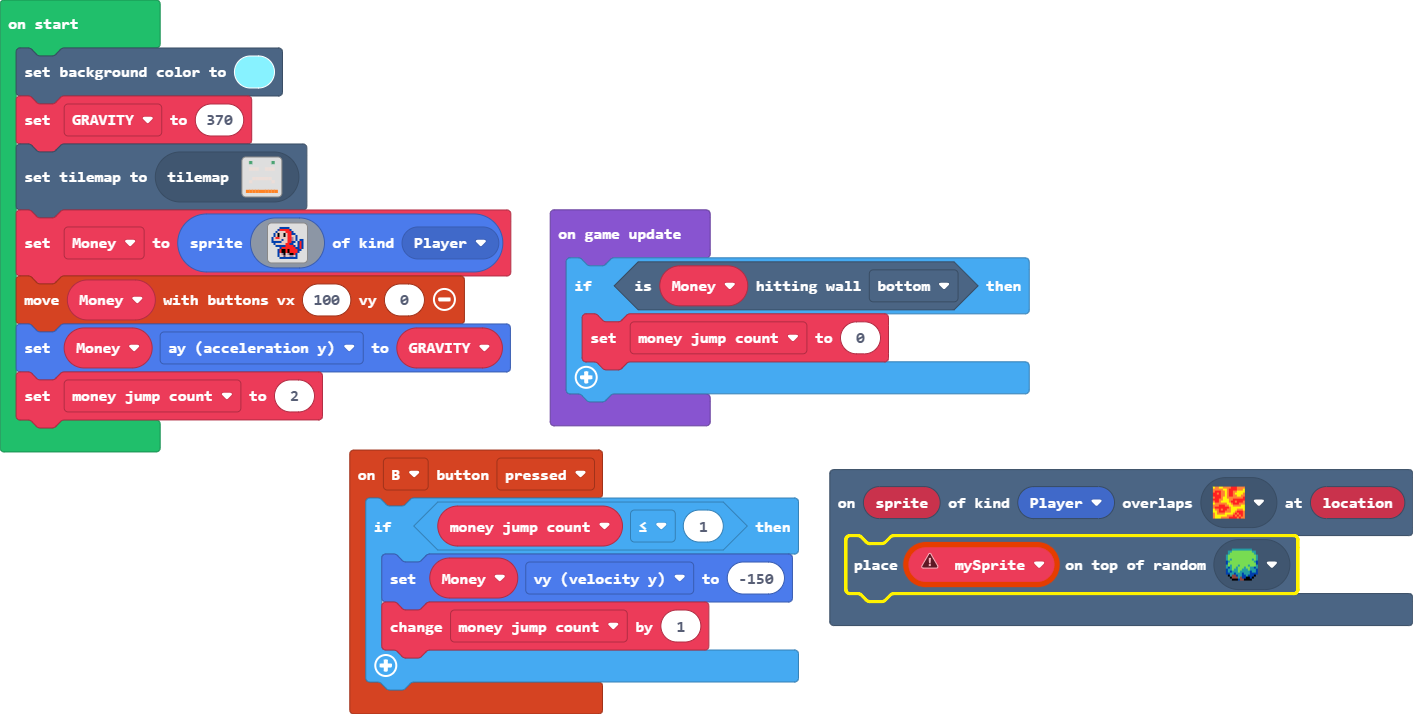 on start
set background color to
set GRAVITY to 370
set tilemap to tilemap
set Money to sprite of kind Player
move Money with buttons vx 100 vy 0
set Money ay (acceleration y) to GRAVITY
set money jump count to 2
on game update
if is Money hitting wall bottom then
set money jump count to 0
on B button pressed
if money jump count ≤ 1 then
set Money vy (velocity y) to -150
change money jump count by 1
on sprite of kind Player overlaps at location
place mySprite on top of random